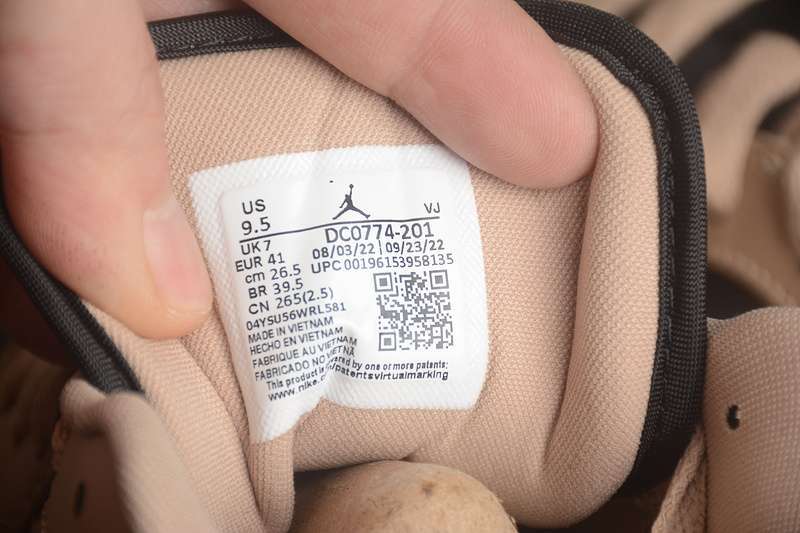 US
9.5
VJ
UK 7
DC0774-201
EUR 41
08/03/22 | 09/23/22
cm 26.5
UPC 00196153958135
BR 39.5
CN 265(2.5)
04YSU56WRL581
MADE IN VIETNAM
HECHO EN VIETNAM
FABRIQUE AU VIETNA
FABRICADO NO VIETNA
This product is covered by one or more patents;
www.nike.com/patentsvirtualmarking